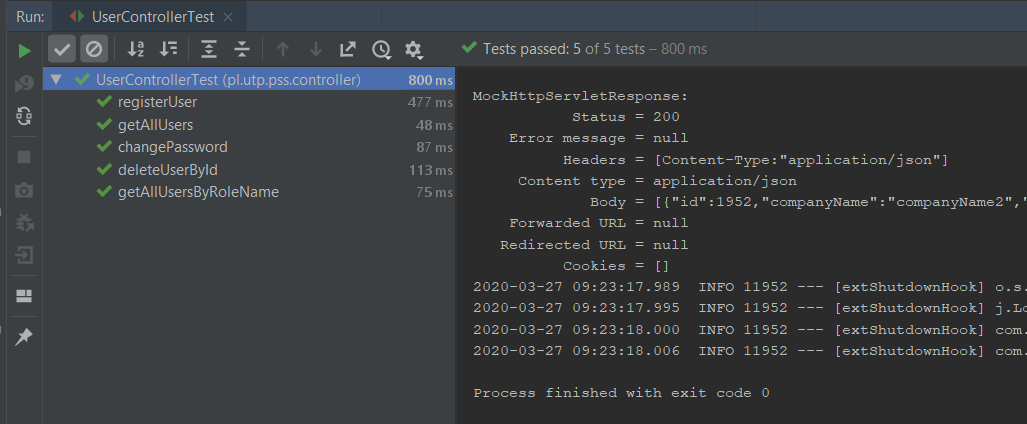 Run: UserControllerTest
Tests passed: 5 of 5 tests – 800 ms
UserControllerTest (pl.utp.pss.controller) 800 ms
registerUser 477 ms
getAllUsers 48 ms
changePassword 87 ms
deleteUserById 113 ms
getAllUsersByRoleName 75 ms
MockHttpServletResponse:
Status = 200
Error message = null
Headers = [Content-Type:"application/json"]
Content type = application/json
Body = [{"id":1952,"companyName":"companyName2",'
Forwarded URL = null
Redirected URL = null
Cookies = []
2020-03-27 09:23:17.989 INFO 11952 --- [extShutdownHook] o.s.
2020-03-27 09:23:17.995 INFO 11952 --- [extShutdownHook] j.Lo
2020-03-27 09:23:18.000 INFO 11952 --- [extShutdownHook] com.
2020-03-27 09:23:18.006 INFO 11952 --- [extShutdownHook] com.
Process finished with exit code 0